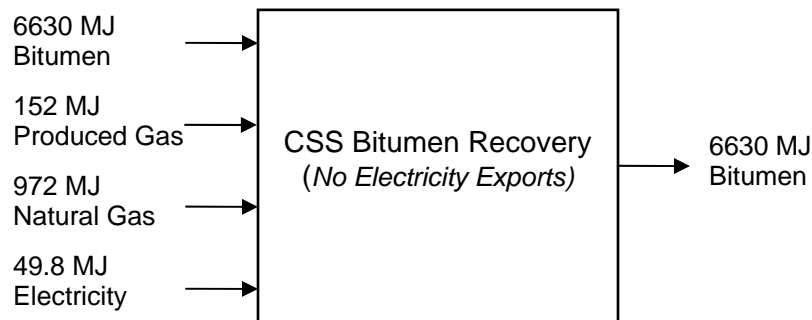 6630 MJ
Bitumen
152 MJ
Produced Gas
972 MJ
Natural Gas
49.8 MJ
Electricity
CSS Bitumen Recovery
(No Electricity Exports)
6630 MJ
Bitumen